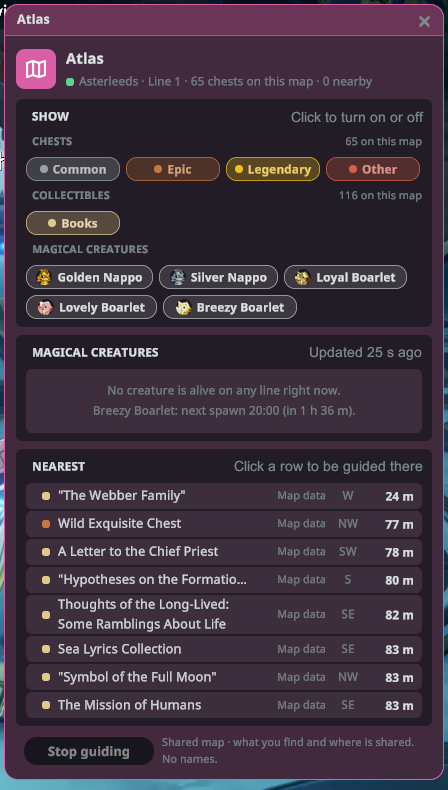 Atlas
Atlas
Asterleeds · Line 1 · 65 chests on this map · 0 nearby
SHOW
Click to turn on or off
CHESTS
65 on this map
Common
Epic
Legendary
Other
COLLECTIBLES
116 on this map
Books
MAGICAL CREATURES
Golden Nappo
Silver Nappo
Loyal Boarlet
Lovely Boarlet
Breezy Boarlet
MAGICAL CREATURES
Updated 25 s ago
No creature is alive on any line right now.
Breezy Boarlet: next spawn 20:00 (in 1 h 36 m).
NEAREST
Click a row to be guided there
"The Webber Family" Map data W 24 m
Wild Exquisite Chest Map data NW 77 m
A Letter to the Chief Priest Map data SW 78 m
"Hypotheses on the Formatio... Map data S 80 m
Thoughts of the Long-Lived:
Some Ramblings About Life Map data SE 82 m
Sea Lyrics Collection Map data SE 83 m
"Symbol of the Full Moon" Map data NW 83 m
The Mission of Humans Map data SE 83 m
Stop guiding
Shared map · what you find and where is shared.
No names.